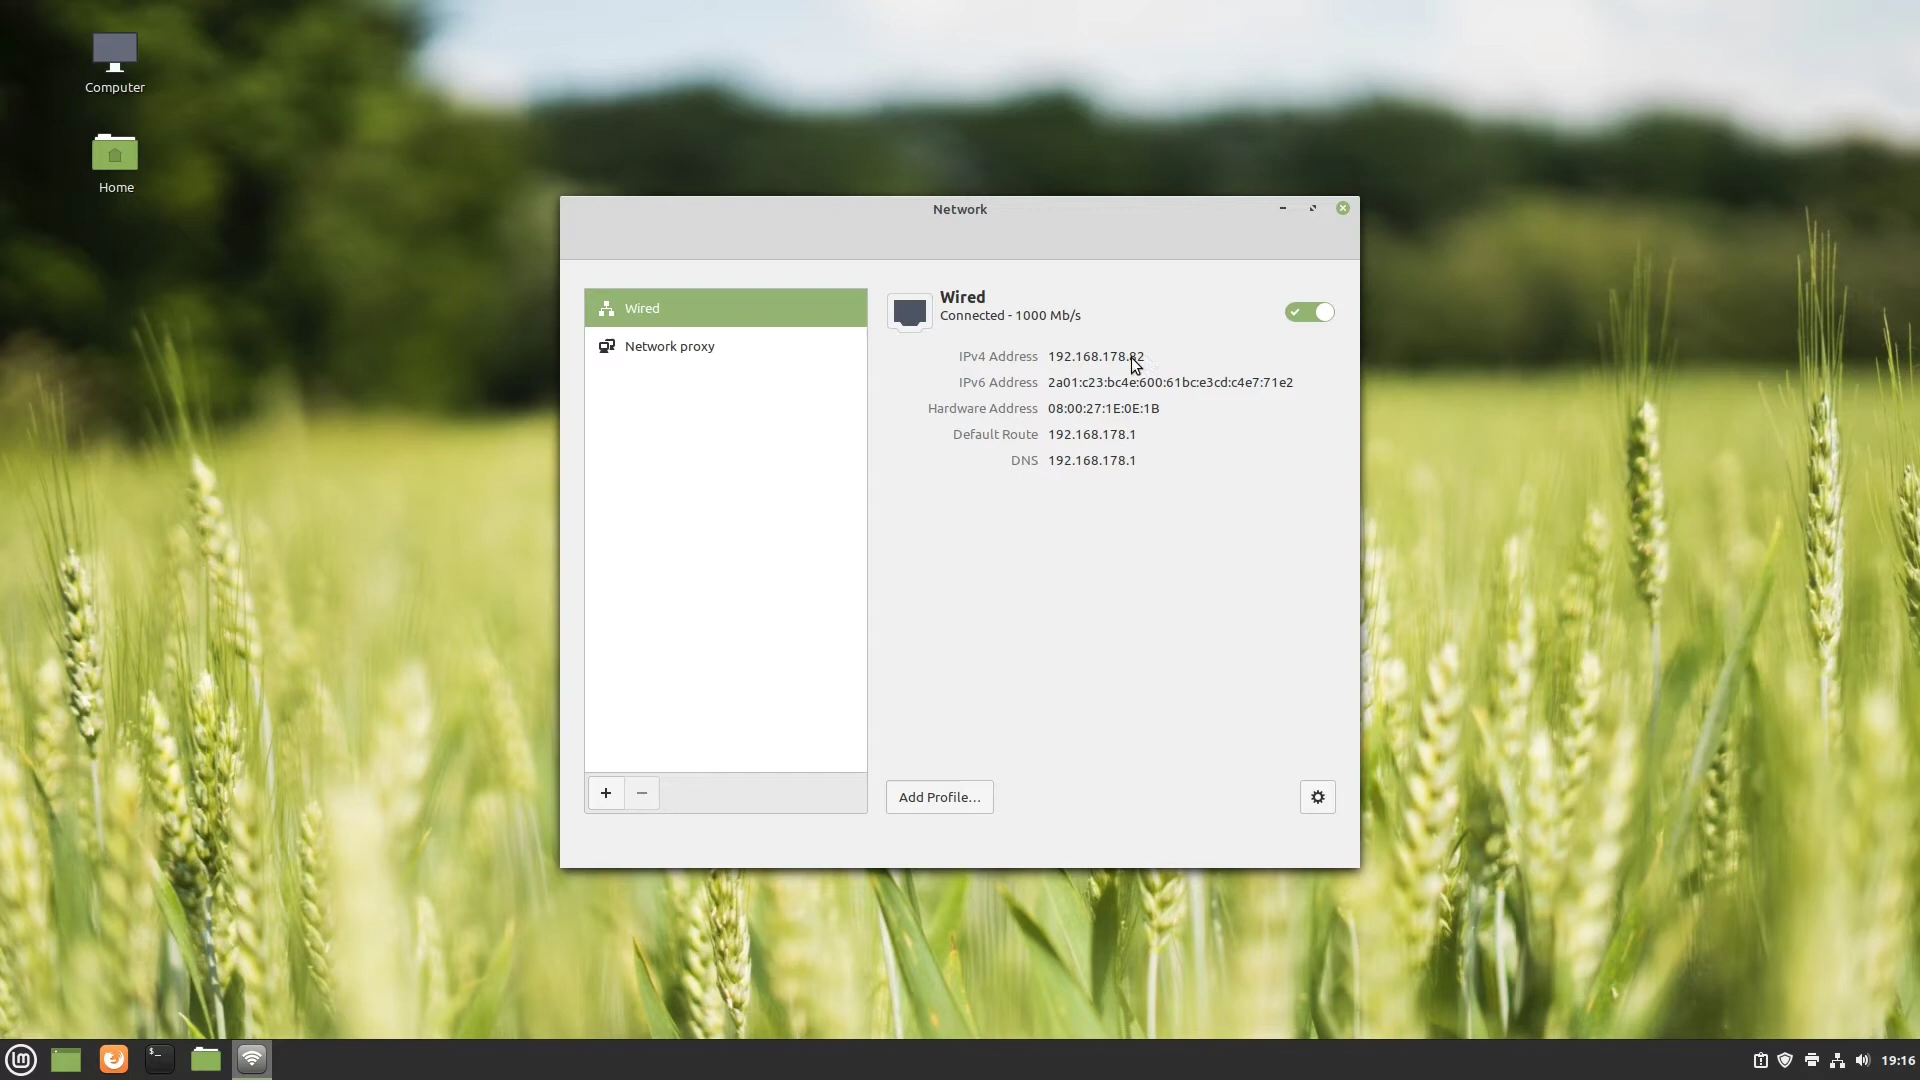 Computer
Home
Network
Wired
Network proxy
Wired
Connected - 1000 Mb/s
IPv4 Address 192.168.178.82
IPv6 Address 2a01:c23:bc4e:600:61bc:e3cd:c4e7:71e2
Hardware Address 08:00:27:1E:0E:1B
Default Route 192.168.178.1
DNS 192.168.178.1
Add Profile...
19:16